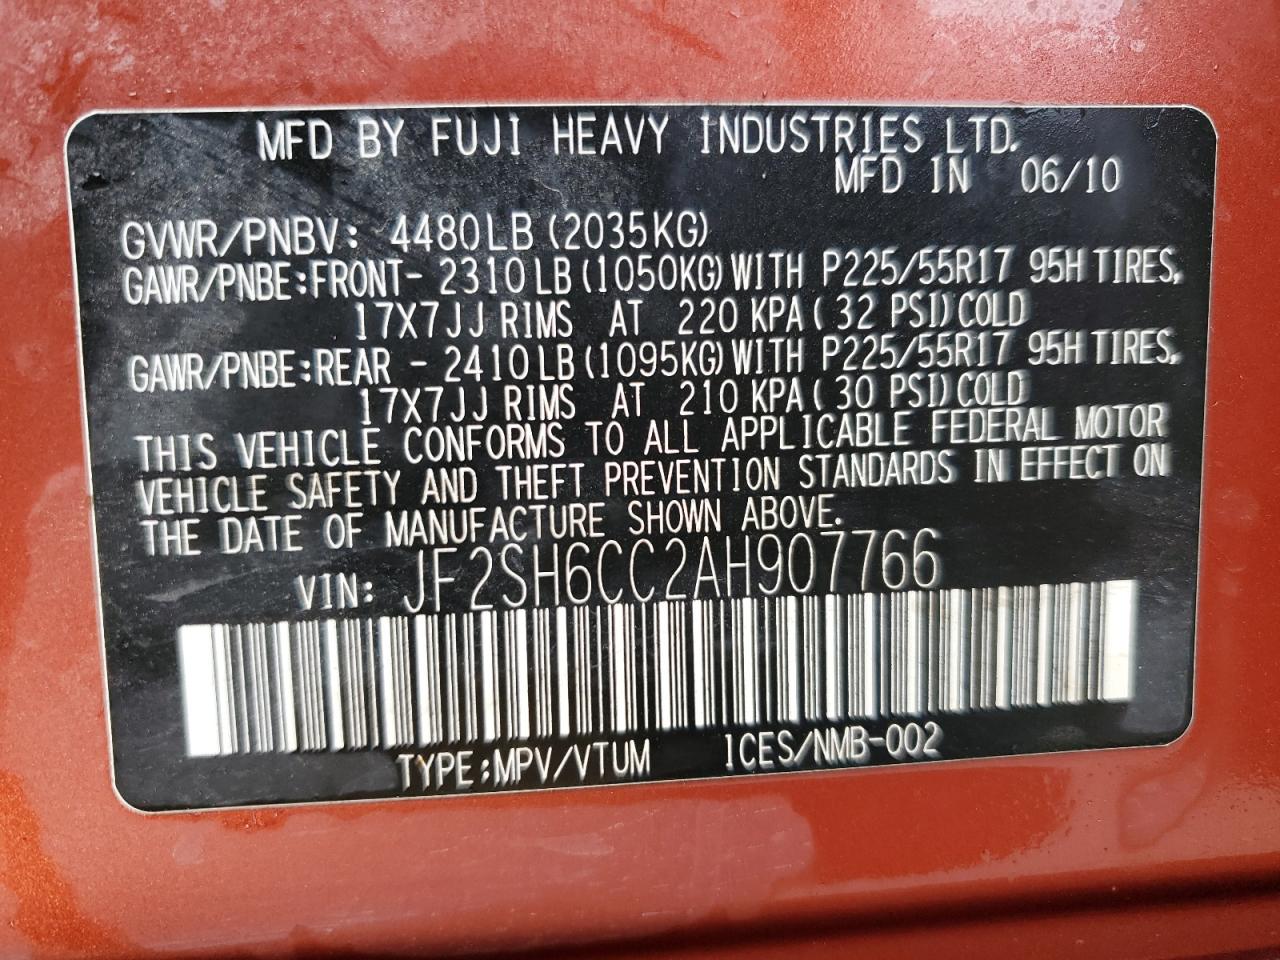 MFD BY FUJI HEAVY INDUSTRIES LTD.
MFD IN 06/10
GVWR/PNBV: 4480LB (2035KG)
GAWR/PNBE:FRONT- 2310LB (1050KG) WITH P225/55R17 95H TIRES,
17X7JJ RIMS AT 220 KPA ( 32 PSI) COLD
GAWR/PNBE:REAR - 2410LB (1095KG) WITH P225/55R17 95H TIRES,
17X7JJ RIMS AT 210 KPA ( 30 PSI) COLD
THIS VEHICLE CONFORMS TO ALL APPLICABLE FEDERAL MOTOR
VEHICLE SAFETY AND THEFT PREVENTION STANDARDS IN EFFECT ON
THE DATE OF MANUFACTURE SHOWN ABOVE.
VIN: JF2SH6CC2AH907766
TYPE:MPV/VTUM ICES/NMB-002